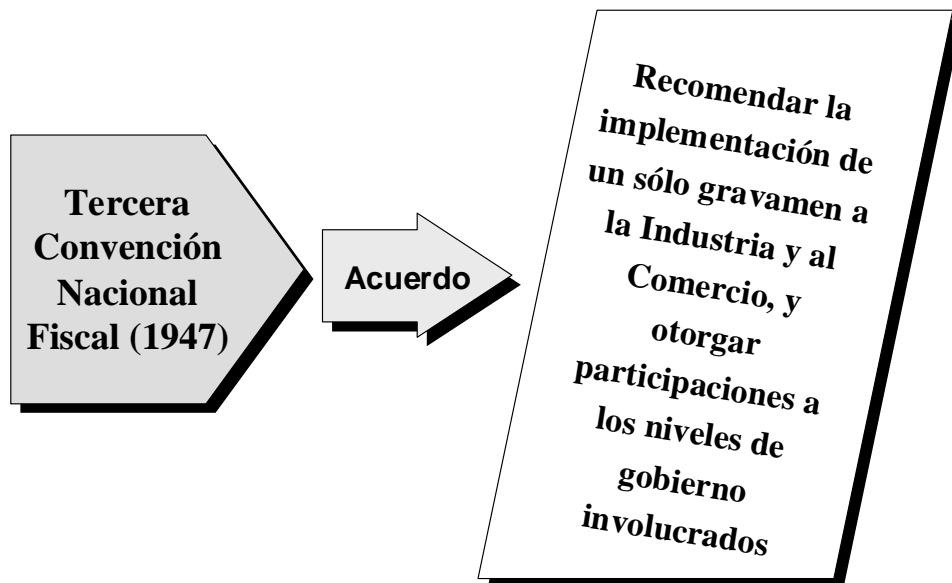 Tercera
Convención
Nacional
Fiscal (1947)
Acuerdo
Recomendar la
implementación de
un sólo gravamen a
la Industria y al
Comercio, y
otorgar
participaciones a
los niveles de
gobierno
involucrados